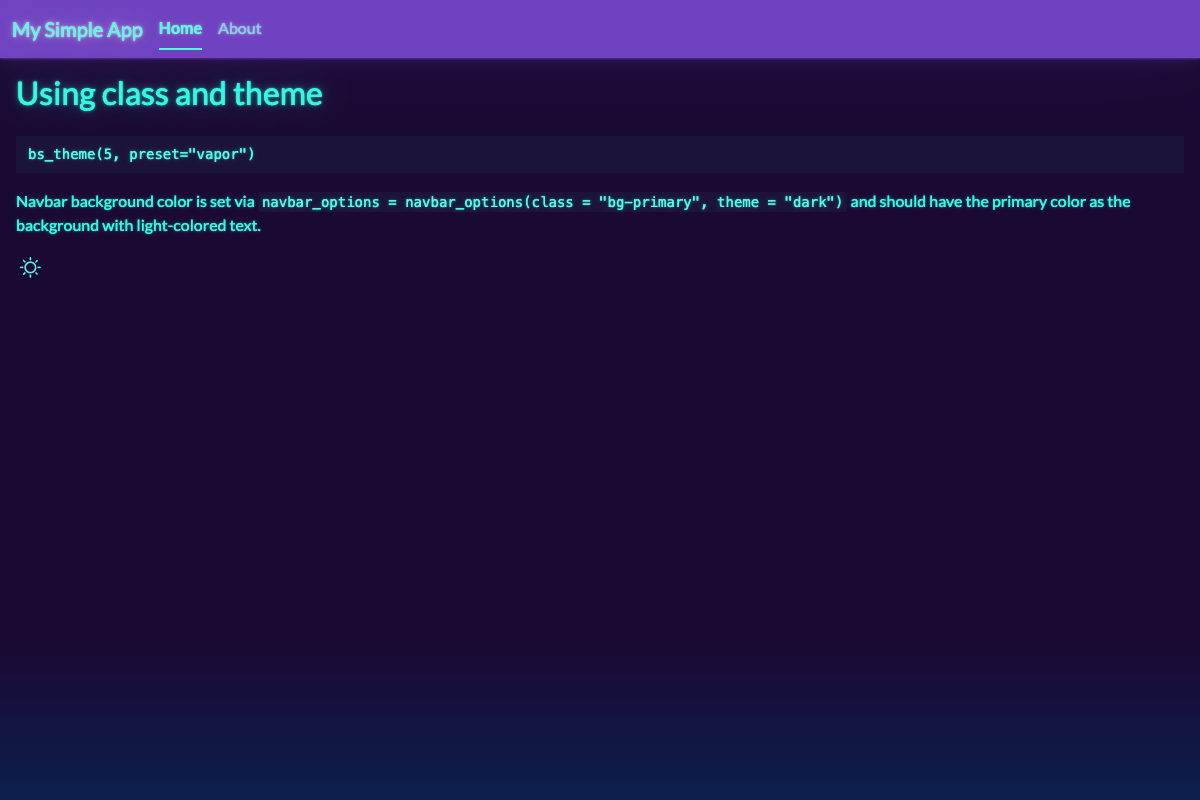 My Simple App Home About
Using class and theme
bs_theme(5, preset="vapor")
Navbar background color is set via navbar_options = navbar_options(class = "bg-primary", theme = "dark") and should have the primary color as the
background with light-colored text.